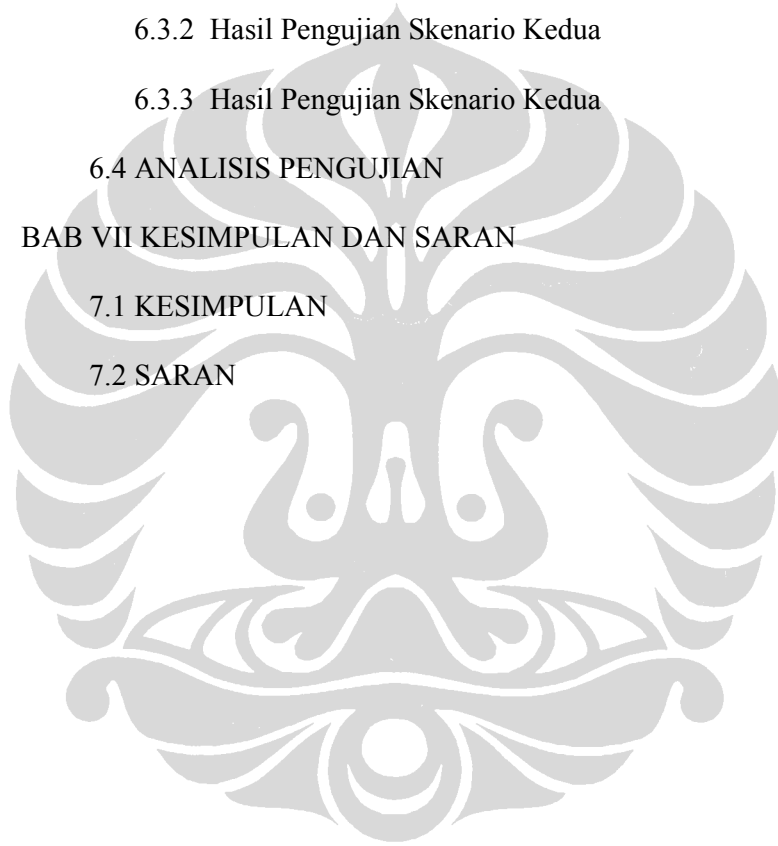 6.3.2 Hasil Pengujian Skenario Kedua
6.3.3 Hasil Pengujian Skenario Kedua
6.4 ANALISIS PENGUJIAN
BAB VII KESIMPULAN DAN SARAN
7.1 KESIMPULAN
7.2 SARAN